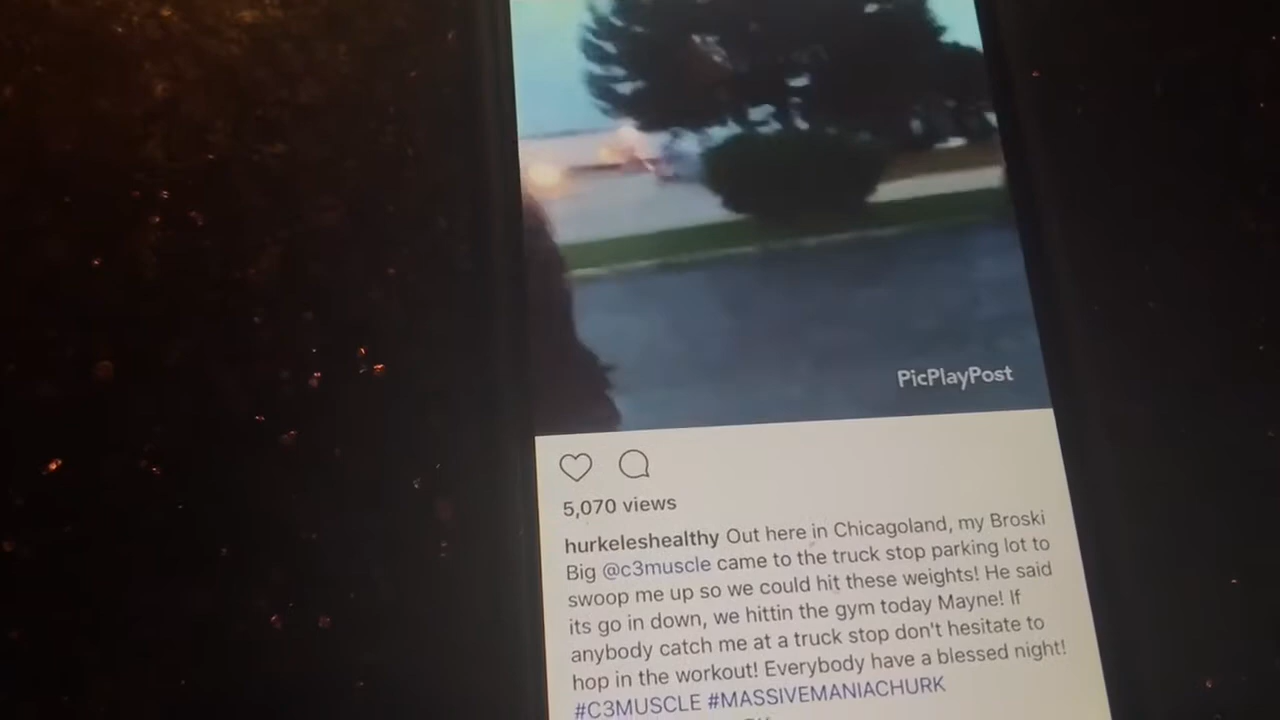 PicPlayPost
5,070 views
hurkeleshealthy Out here in Chicagoland, my Broski
Big @c3muscle came to the truck stop parking lot to
swoop me up so we could hit these weights! He said
its go in down, we hittin the gym today Mayne! If
anybody catch me at a truck stop don't hesitate to
hop in the workout! Everybody have a blessed night!
#C3MUSCLE #MASSIVEMANIACHURK